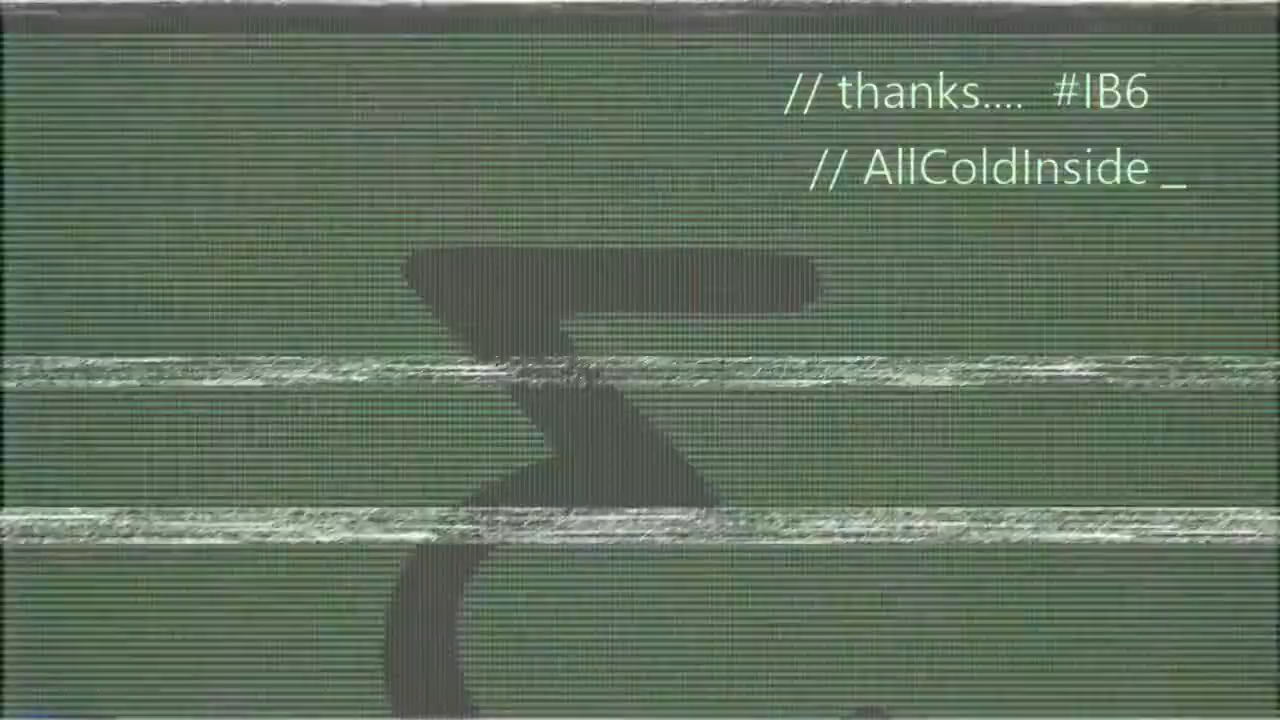 // thanks.... #IB6
// AllColdInside _